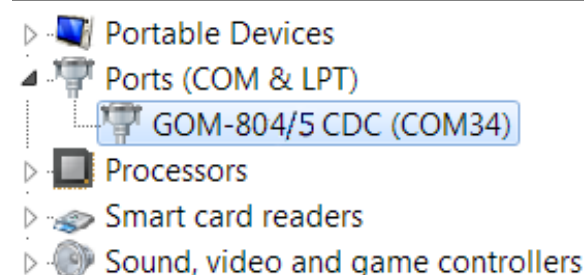 Portable Devices
Ports (COM & LPT)
GOM-804/5 CDC (COM34)
Processors
Smart card readers
Sound, video and game controllers